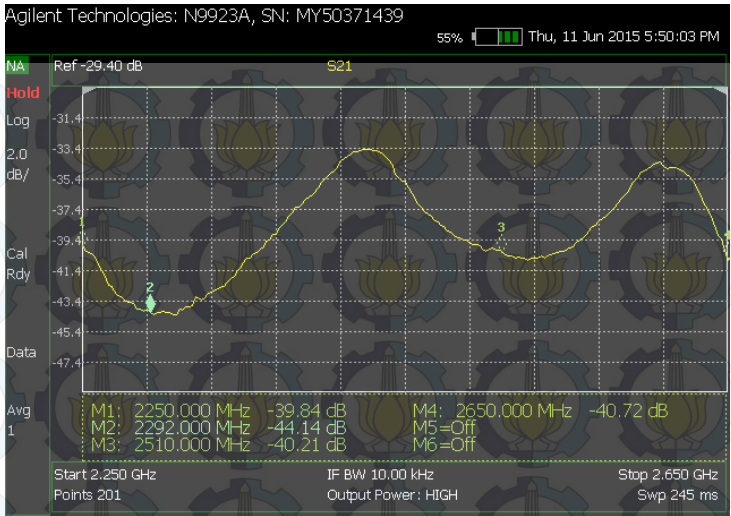 Agilent Technologies: N9923A, SN: MY50371439
55% Thu, 11 Jun 2015 5:50:03 PM
NA Ref -29.40 dB S21
Hold
Log
2.0
dB/
Cal
Rdy
Data
Avg
1
-31.4
-33.4
-35.4
-37.4
-39.4
-41.4
-43.4
-45.4
-47.4
1
2
3
M1: 2250.000 MHz -39.84 dB M4: 2650.000 MHz -40.72 dB
M2: 2292.000 MHz -44.14 dB M5=Off
M3: 2510.000 MHz -40.21 dB M6=Off
Start 2.250 GHz IF BW 10.00 kHz Stop 2.650 GHz
Points 201 Output Power: HIGH Swp 245 ms